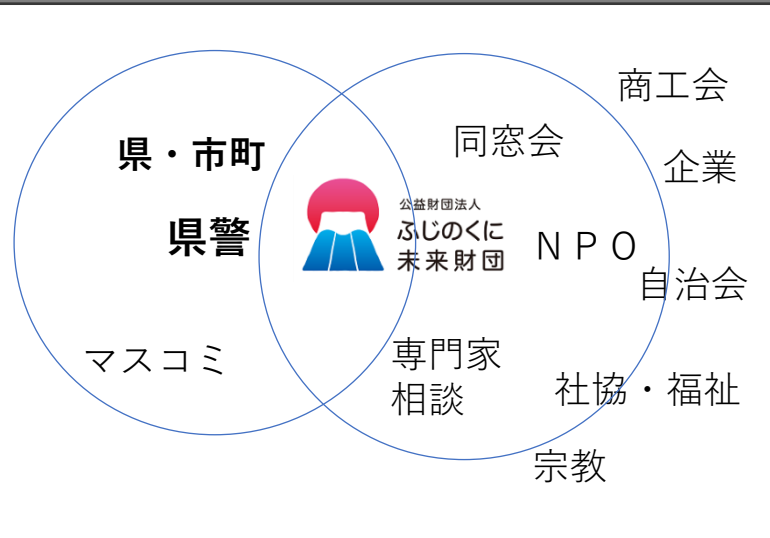 商工会
同窓会
県・市町
企業
公益財団法人
ふじのくに
未来財団
県警
ＮＰＯ
自治会
マスコミ
専門家
相談
社協・福祉
宗教